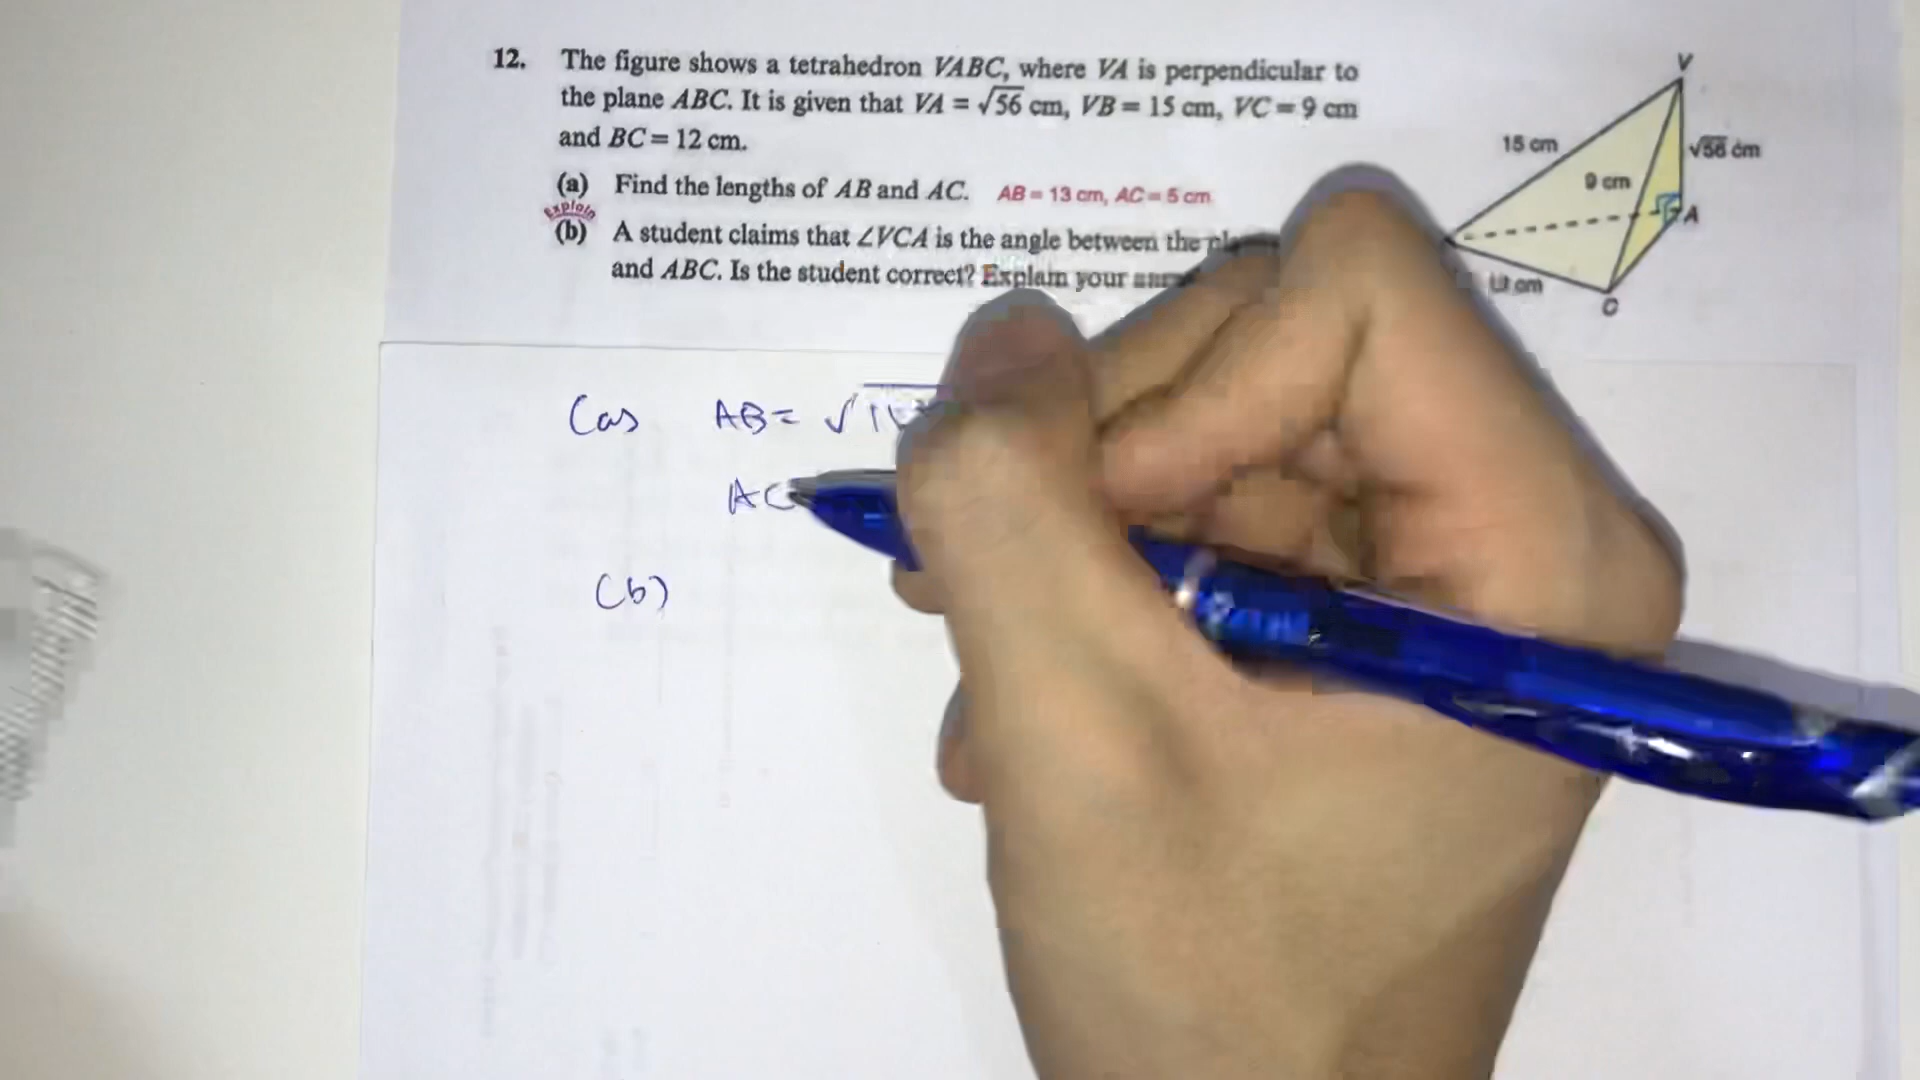 12. The figure shows a tetrahedron VABC, where VA is perpendicular to
the plane ABC. It is given that VA = √56 cm, VB = 15 cm, VC = 9 cm
and BC = 12 cm.
(a) Find the lengths of AB and AC. AB = 13 cm, AC = 5 cm
Explain
(b) A student claims that ∠VCA is the angle between the
and ABC. Is the student correct? Explain your
V
15 cm
√56 cm
9 cm
A
cm
C
(a) AB = √
AC
(b)